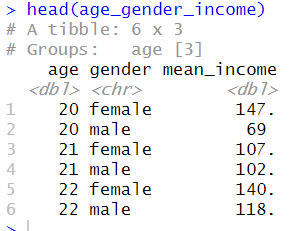 > head(age_gender_income)
# A tibble: 6 x 3
# Groups:   age [3]
    age gender mean_income
  <dbl> <chr>        <dbl>
1    20 female        147.
2    20 male           69
3    21 female        107.
4    21 male          102.
5    22 female        140.
6    22 male          118.
>